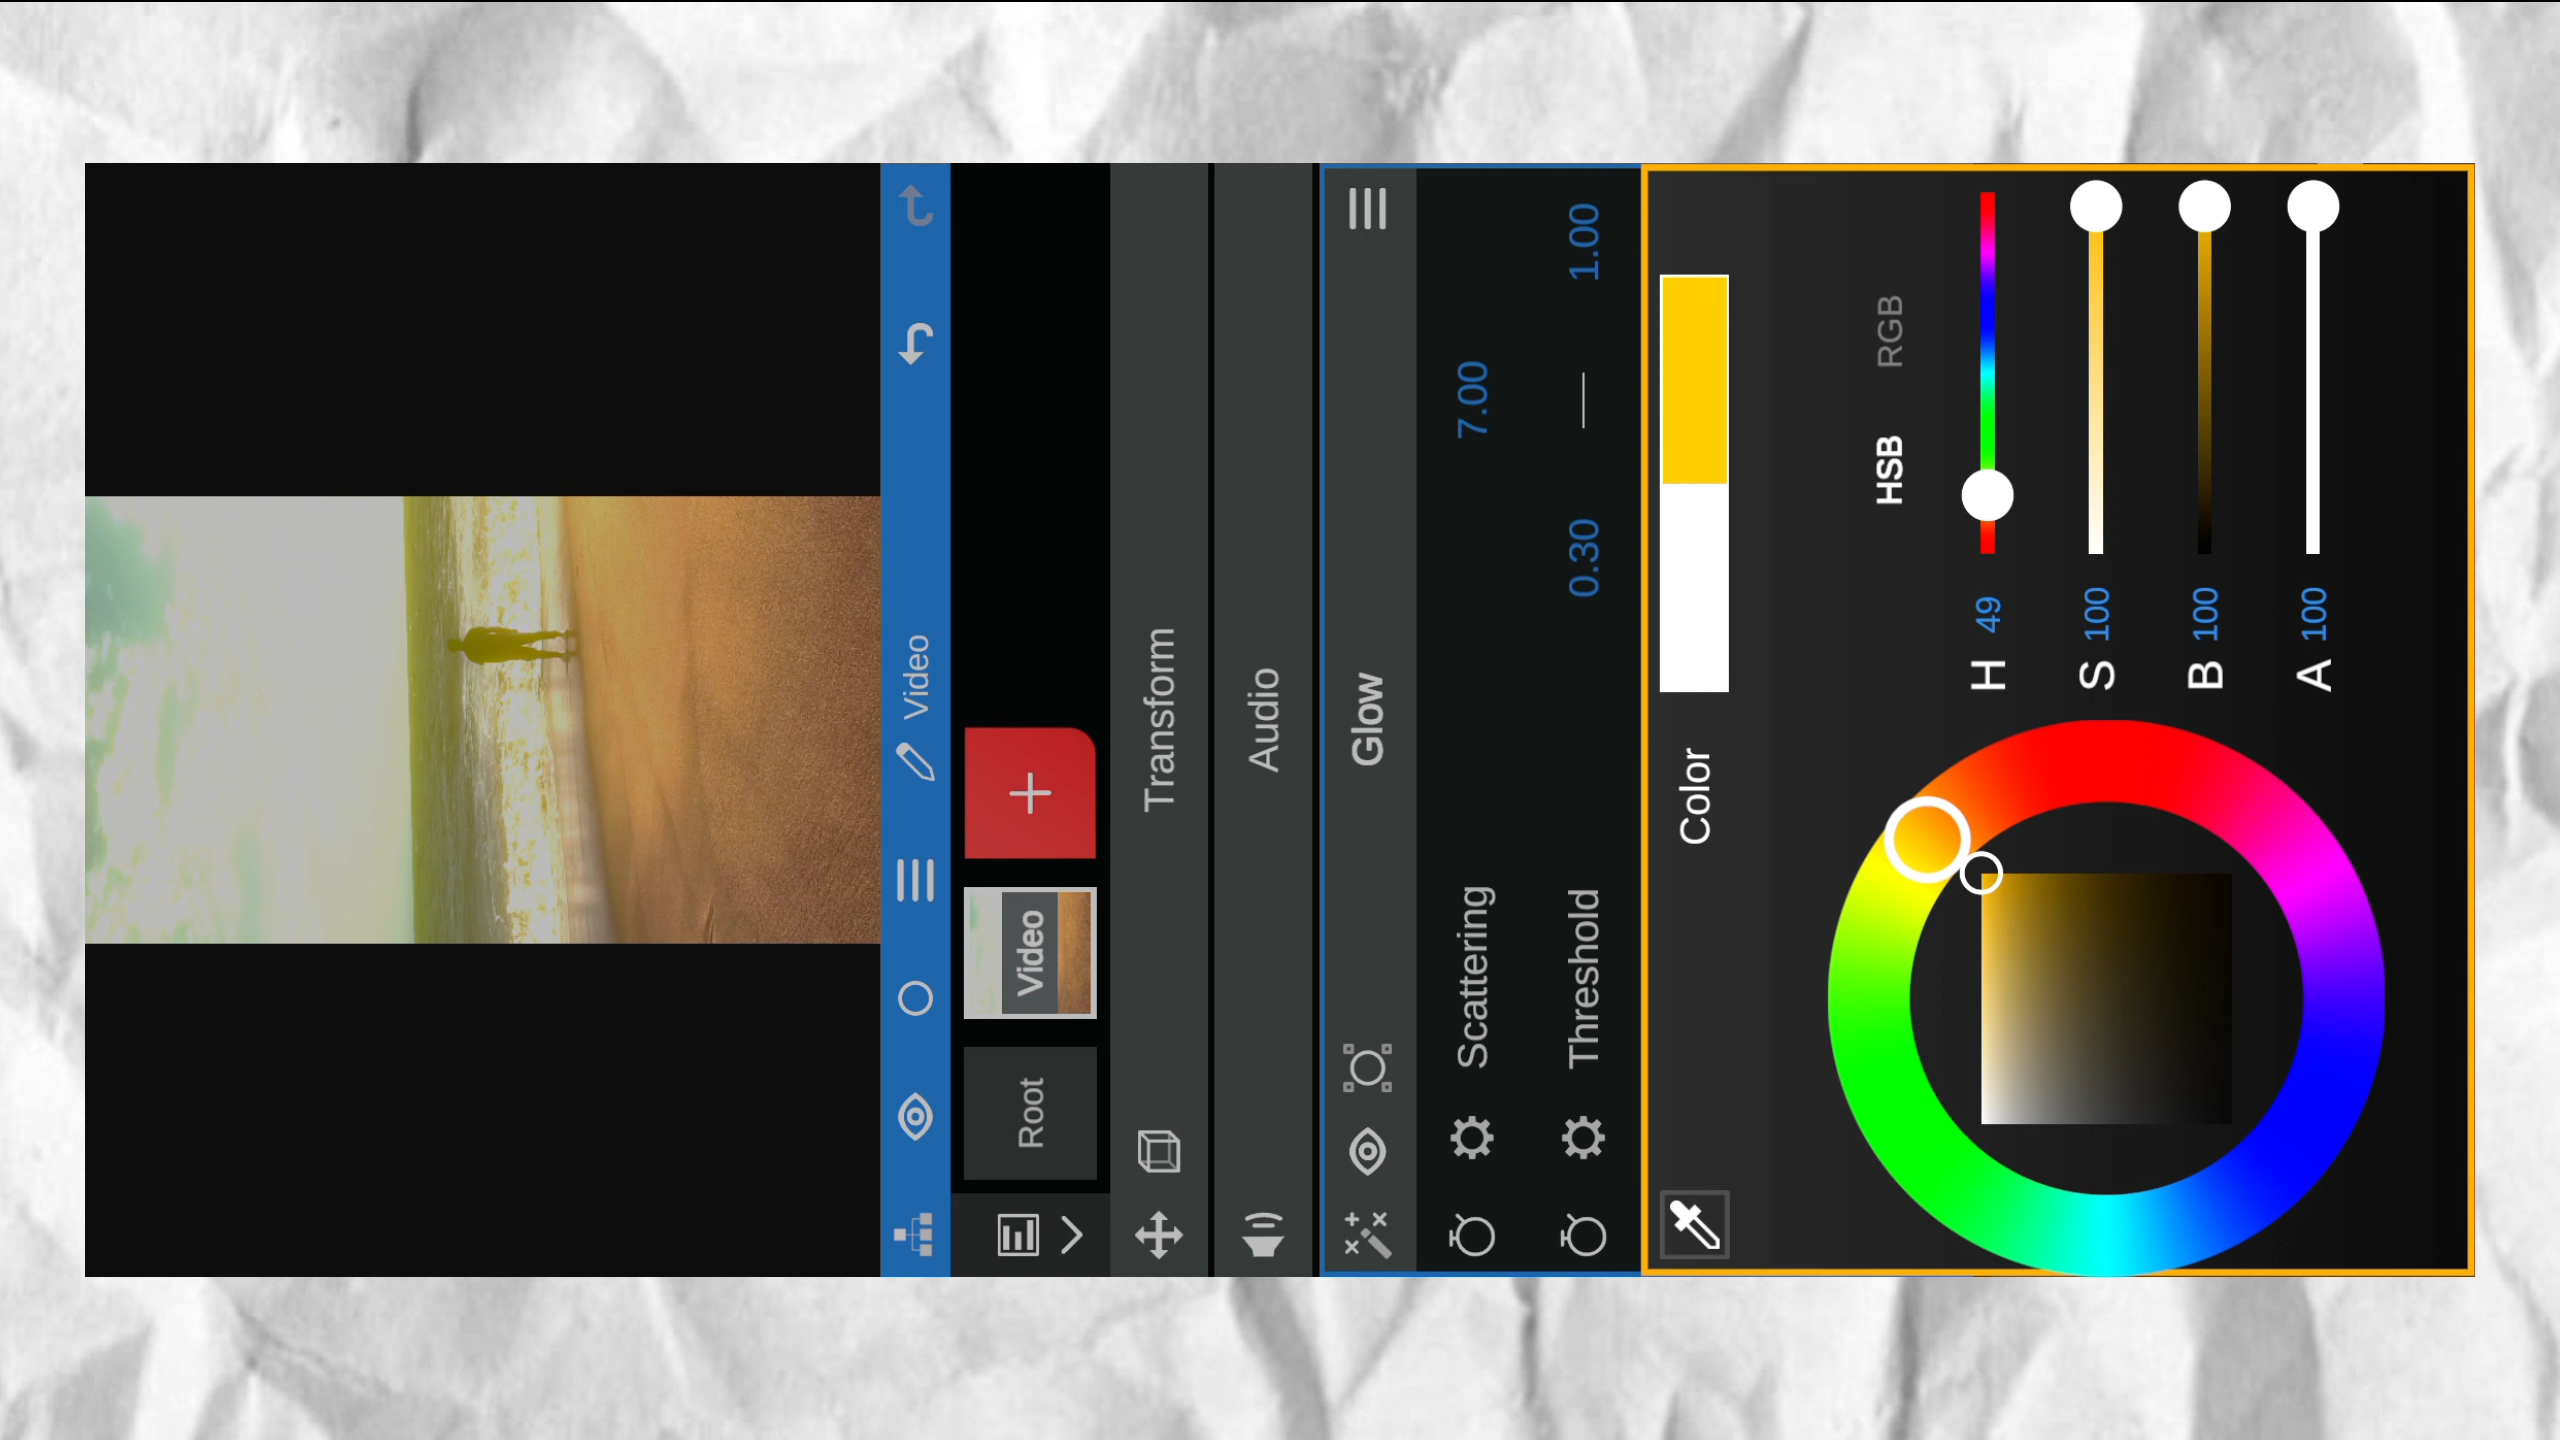 Video
Root
Video
Transform
Audio
Glow
Scattering 7.00
Threshold 0.30 1.00
Color
HSB RGB
H 49
S 100
B 100
A 100